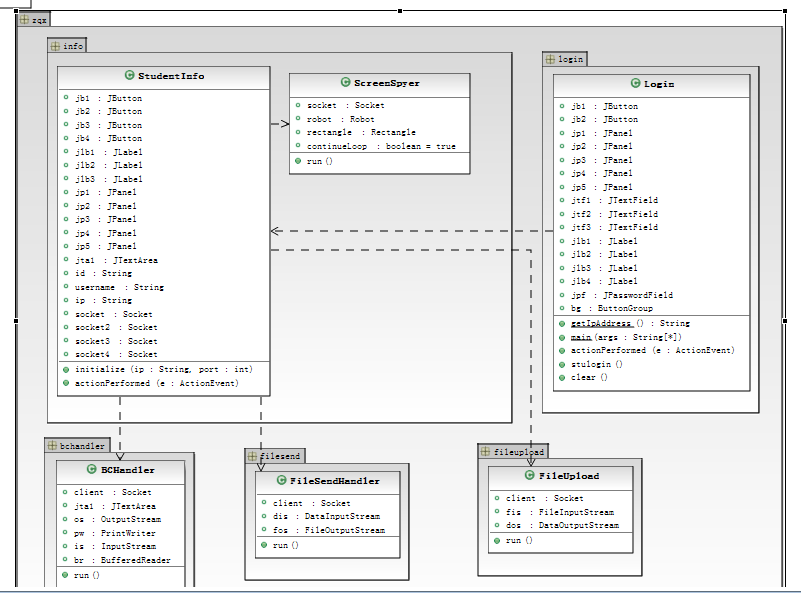 zqx
info
StudentInfo
jb1 : JButton
jb2 : JButton
jb3 : JButton
jb4 : JButton
jlb1 : JLabel
jlb2 : JLabel
jlb3 : JLabel
jp1 : JPanel
jp2 : JPanel
jp3 : JPanel
jp4 : JPanel
jp5 : JPanel
jta1 : JTextArea
id : String
username : String
ip : String
socket : Socket
socket2 : Socket
socket3 : Socket
socket4 : Socket
initialize (ip : String, port : int)
actionPerformed (e : ActionEvent)
ScreenSpyer
socket : Socket
robot : Robot
rectangle : Rectangle
continueLoop : boolean = true
run ()
login
Login
jb1 : JButton
jb2 : JButton
jp1 : JPanel
jp2 : JPanel
jp3 : JPanel
jp4 : JPanel
jp5 : JPanel
jtf1 : JTextField
jtf2 : JTextField
jtf3 : JTextField
jlb1 : JLabel
jlb2 : JLabel
jlb3 : JLabel
jlb4 : JLabel
jpf : JPasswordField
bg : ButtonGroup
getIpAddress () : String
main (args : String[*])
actionPerformed (e : ActionEvent)
stulogin ()
clear ()
bchandler
BCHandler
client : Socket
jta1 : JTextArea
os : OutputStream
pw : PrintWriter
is : InputStream
br : BufferedReader
run ()
filesend
FileSendHandler
client : Socket
dis : DataInputStream
fos : FileOutputStream
run ()
fileupload
FileUpload
client : Socket
fis : FileInputStream
dos : DataOutputStream
run ()